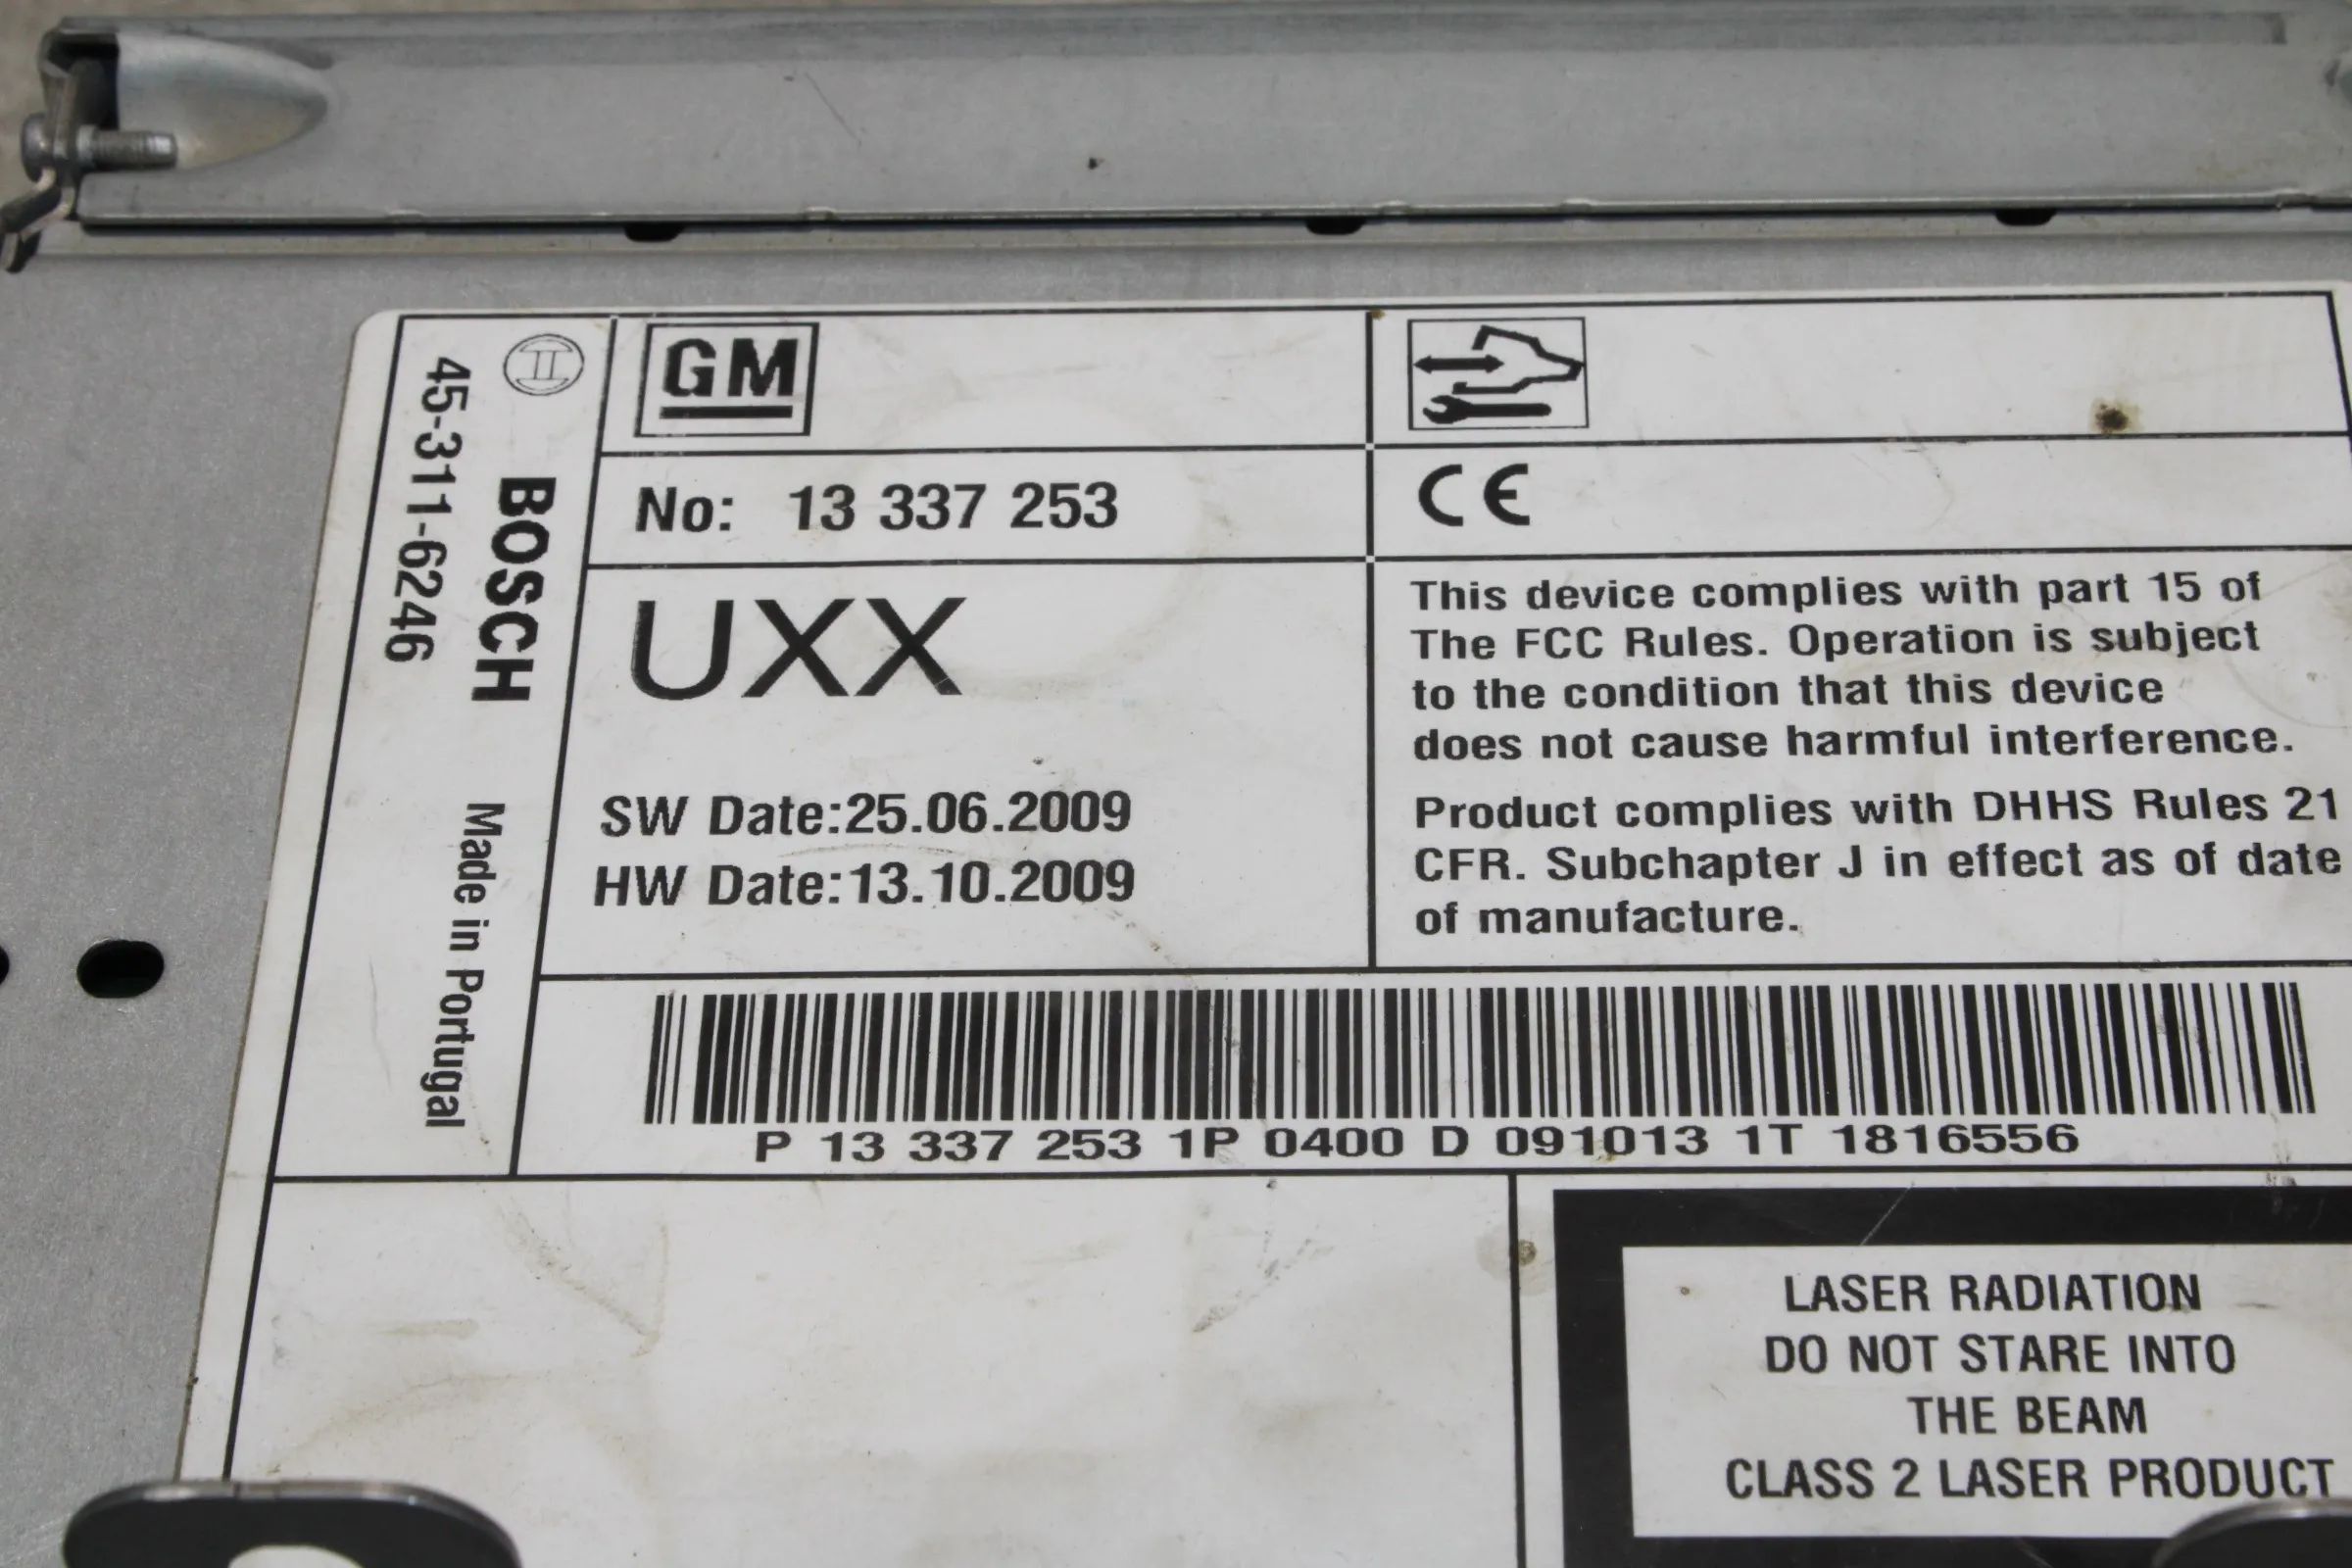 45-311-6246
BOSCH Made in Portugal
GM
No: 13 337 253
UXX
SW Date:25.06.2009
HW Date:13.10.2009
CE
This device complies with part 15 of
The FCC Rules. Operation is subject
to the condition that this device
does not cause harmful interference.
Product complies with DHHS Rules 21
CFR. Subchapter J in effect as of date
of manufacture.
P 13 337 253 1P 0400 D 091013 1T 1816556
LASER RADIATION
DO NOT STARE INTO
THE BEAM
CLASS 2 LASER PRODUCT